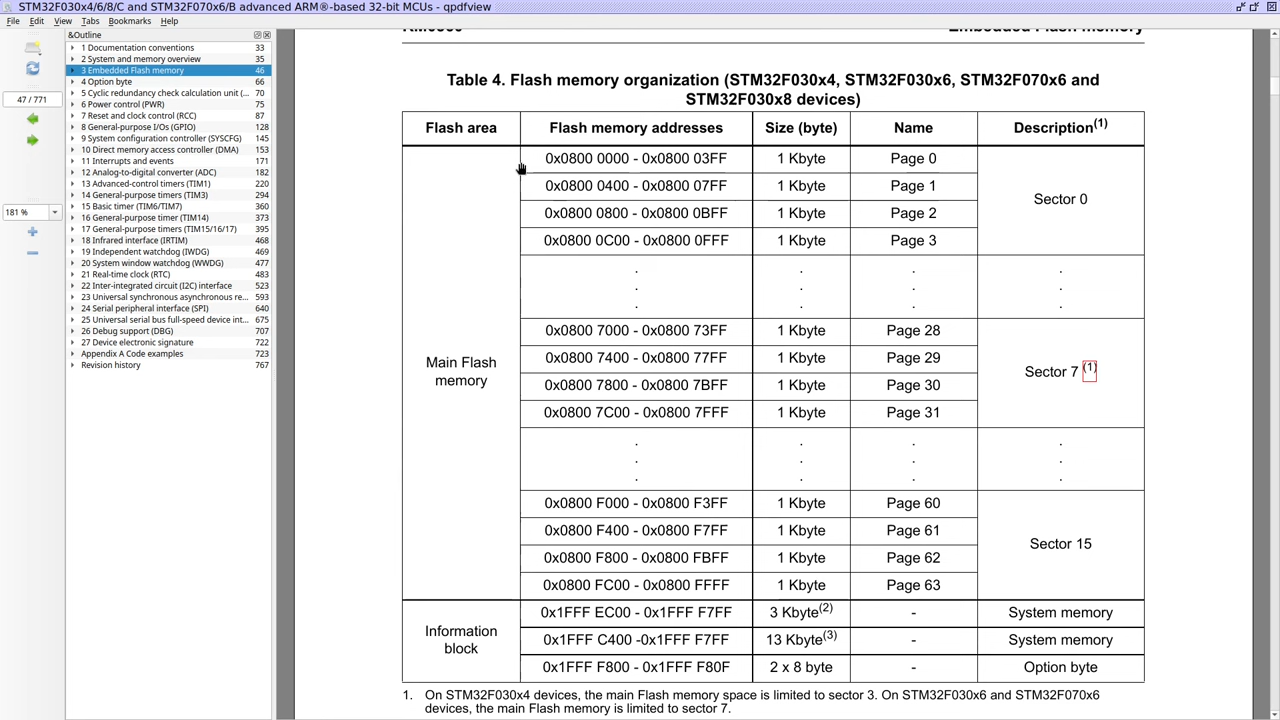 STM32F030x4/6/8/C and STM32F070x6/B advanced ARM®-based 32-bit MCUs - qpdfview
File Edit View Tabs Bookmarks Help
&Outline
1 Documentation conventions 33
2 System and memory overview 35
3 Embedded Flash memory 46
4 Option byte 66
5 Cyclic redundancy check calculation unit (... 70
6 Power control (PWR) 75
7 Reset and clock control (RCC) 87
8 General-purpose I/Os (GPIO) 128
9 System configuration controller (SYSCFG) 145
10 Direct memory access controller (DMA) 153
11 Interrupts and events 171
12 Analog-to-digital converter (ADC) 182
13 Advanced-control timers (TIM1) 220
14 General-purpose timers (TIM3) 294
15 Basic timer (TIM6/TIM7) 360
16 General-purpose timer (TIM14) 373
17 General-purpose timers (TIM15/16/17) 395
18 Infrared interface (IRTIM) 468
19 Independent watchdog (IWDG) 469
20 System window watchdog (WWDG) 477
21 Real-time clock (RTC) 483
22 Inter-integrated circuit (I2C) interface 523
23 Universal synchronous asynchronous re... 593
24 Serial peripheral interface (SPI) 640
25 Universal serial bus full-speed device int... 675
26 Debug support (DBG) 707
27 Device electronic signature 722
Appendix A Code examples 723
Revision history 767
47 / 771
181 %
Embedded Flash memory
Table 4. Flash memory organization (STM32F030x4, STM32F030x6, STM32F070x6 and
STM32F030x8 devices)
Flash area Flash memory addresses Size (byte) Name Description(1)
0x0800 0000 - 0x0800 03FF 1 Kbyte Page 0
0x0800 0400 - 0x0800 07FF 1 Kbyte Page 1
Sector 0
0x0800 0800 - 0x0800 0BFF 1 Kbyte Page 2
0x0800 0C00 - 0x0800 0FFF 1 Kbyte Page 3
. . . .
. . . .
. . . .
0x0800 7000 - 0x0800 73FF 1 Kbyte Page 28
0x0800 7400 - 0x0800 77FF 1 Kbyte Page 29
Main Flash
memory
Sector 7 (1)
0x0800 7800 - 0x0800 7BFF 1 Kbyte Page 30
0x0800 7C00 - 0x0800 7FFF 1 Kbyte Page 31
. . . .
. . . .
. . . .
0x0800 F000 - 0x0800 F3FF 1 Kbyte Page 60
0x0800 F400 - 0x0800 F7FF 1 Kbyte Page 61
Sector 15
0x0800 F800 - 0x0800 FBFF 1 Kbyte Page 62
0x0800 FC00 - 0x0800 FFFF 1 Kbyte Page 63
Information
block
0x1FFF EC00 - 0x1FFF F7FF 3 Kbyte(2) - System memory
0x1FFF C400 -0x1FFF F7FF 13 Kbyte(3) - System memory
0x1FFF F800 - 0x1FFF F80F 2 x 8 byte - Option byte
1. On STM32F030x4 devices, the main Flash memory space is limited to sector 3. On STM32F030x6 and STM32F070x6
devices, the main Flash memory is limited to sector 7.